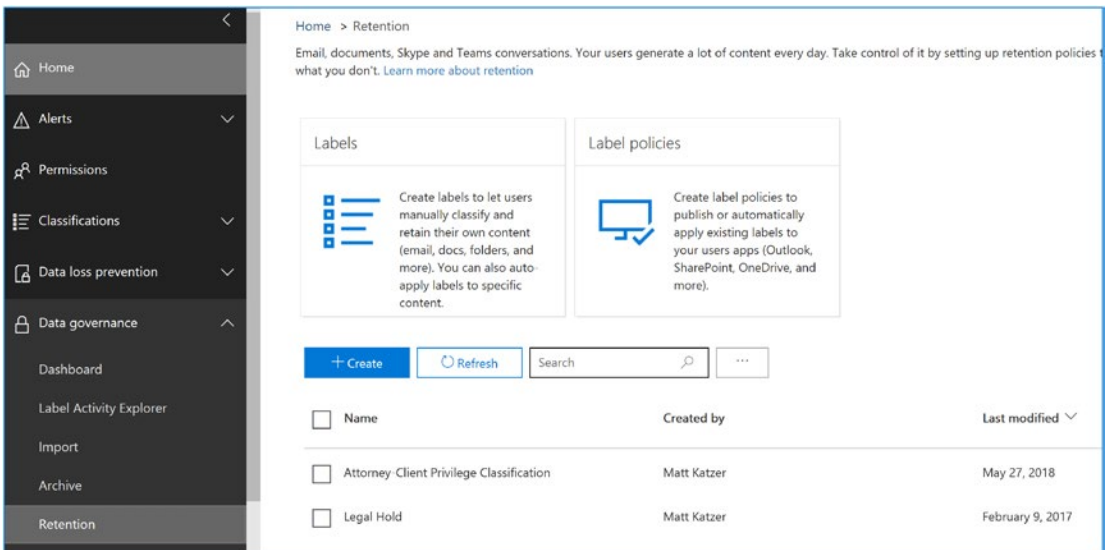 Home
Alerts
Permissions
Classifications
Data loss prevention
Data governance
Dashboard
Label Activity Explorer
Import
Archive
Retention
Home > Retention
Email, documents, Skype and Teams conversations. Your users generate a lot of content every day. Take control of it by setting up retention policies
what you don't. Learn more about retention
Labels
Create labels to let users
manually classify and
retain their own content
(email, docs, folders, and
more). You can also auto-
apply labels to specific
content.
Label policies
Create label policies to
publish or automatically
apply existing labels to
your users apps (Outlook,
SharePoint, OneDrive, and
more).
+ Create
Refresh
Search
...
Name Created by Last modified
Attorney-Client Privilege Classification Matt Katzer May 27, 2018
Legal Hold Matt Katzer February 9, 2017